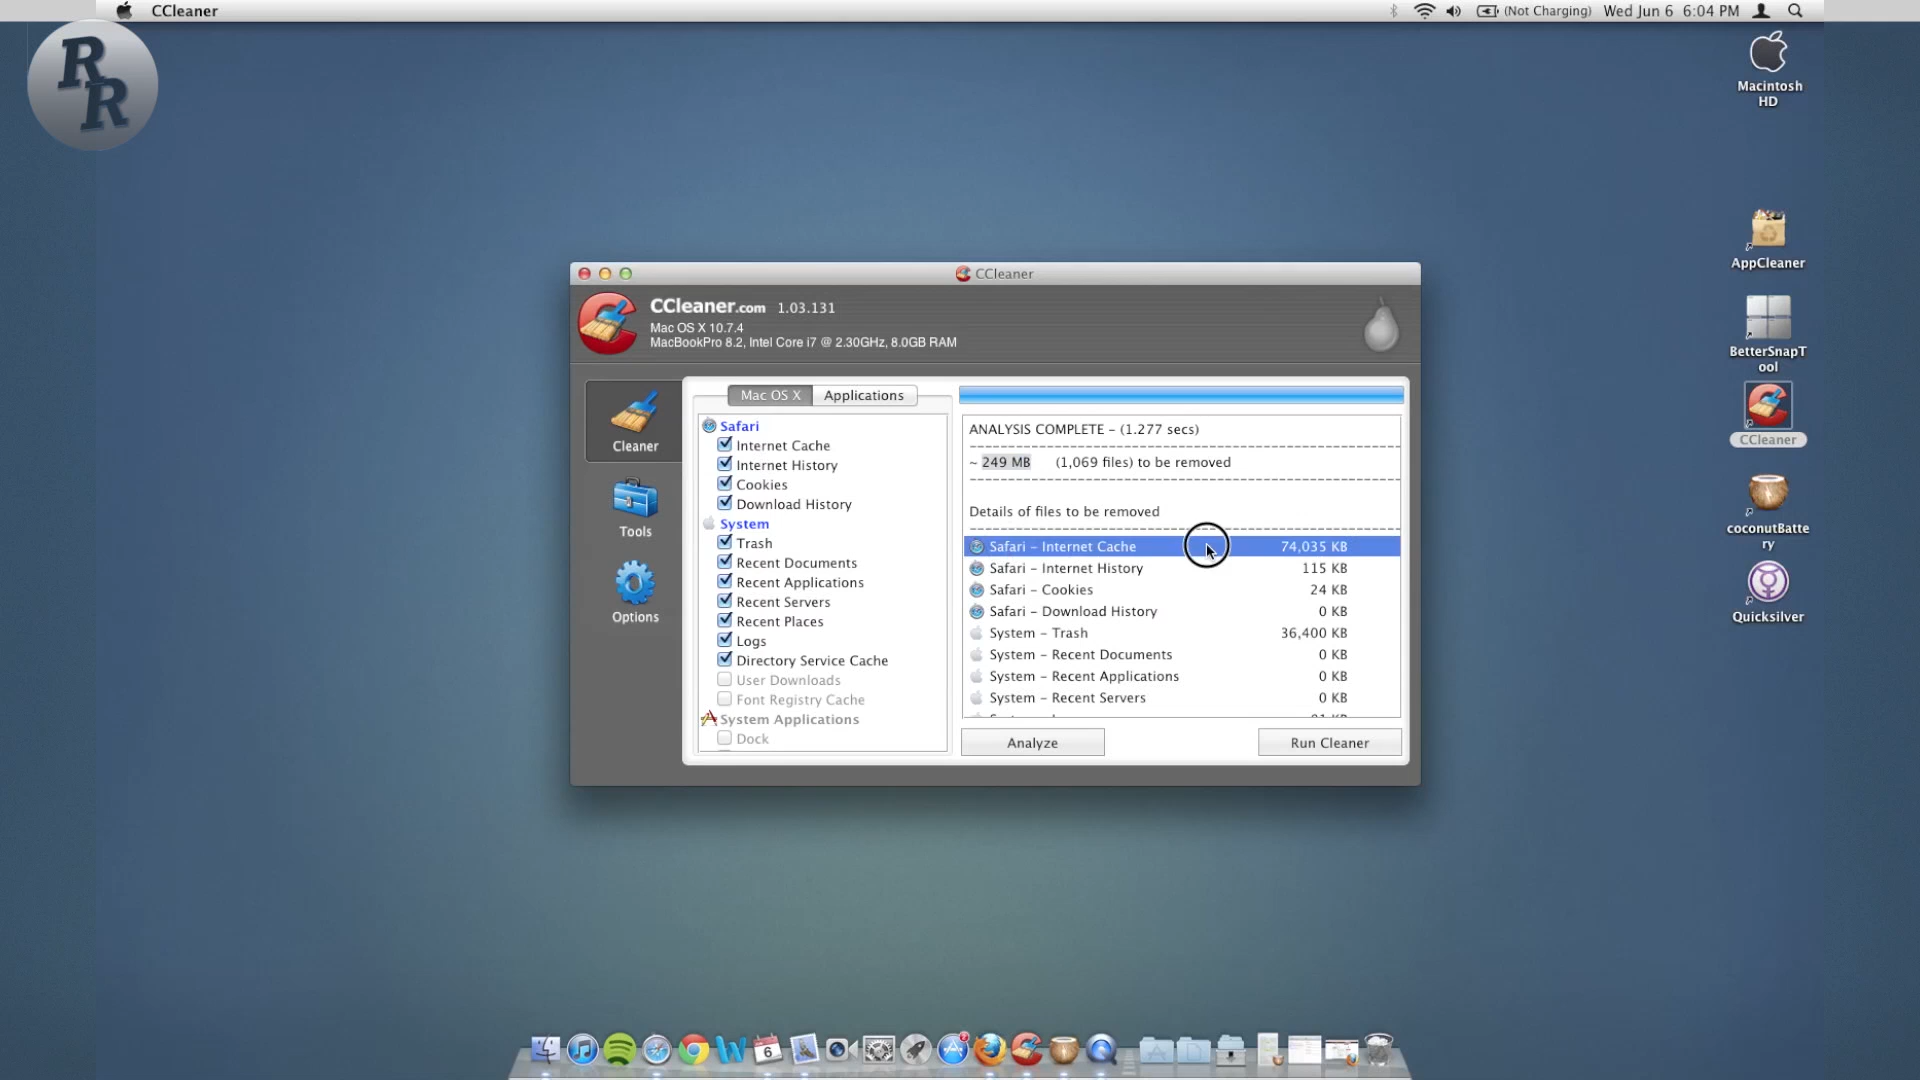 CCleaner
(Not Charging) Wed Jun 6 6:04 PM
R
R
Macintosh
HD
AppCleaner
BetterSnapT
ool
CCleaner
coconutBatte
ry
Quicksilver
CCleaner
CCleaner.com 1.03.131
Mac OS X 10.7.4
MacBookPro 8.2, Intel Core i7 @ 2.30GHz, 8.0GB RAM
Cleaner
Tools
Options
Mac OS X Applications
Safari
Internet Cache
Internet History
Cookies
Download History
System
Trash
Recent Documents
Recent Applications
Recent Servers
Recent Places
Logs
Directory Service Cache
User Downloads
Font Registry Cache
System Applications
Dock
ANALYSIS COMPLETE - (1.277 secs)
~ 249 MB (1,069 files) to be removed
Details of files to be removed
Safari - Internet Cache 74,035 KB
Safari - Internet History 115 KB
Safari - Cookies 24 KB
Safari - Download History 0 KB
System - Trash 36,400 KB
System - Recent Documents 0 KB
System - Recent Applications 0 KB
System - Recent Servers 0 KB
Analyze Run Cleaner
6